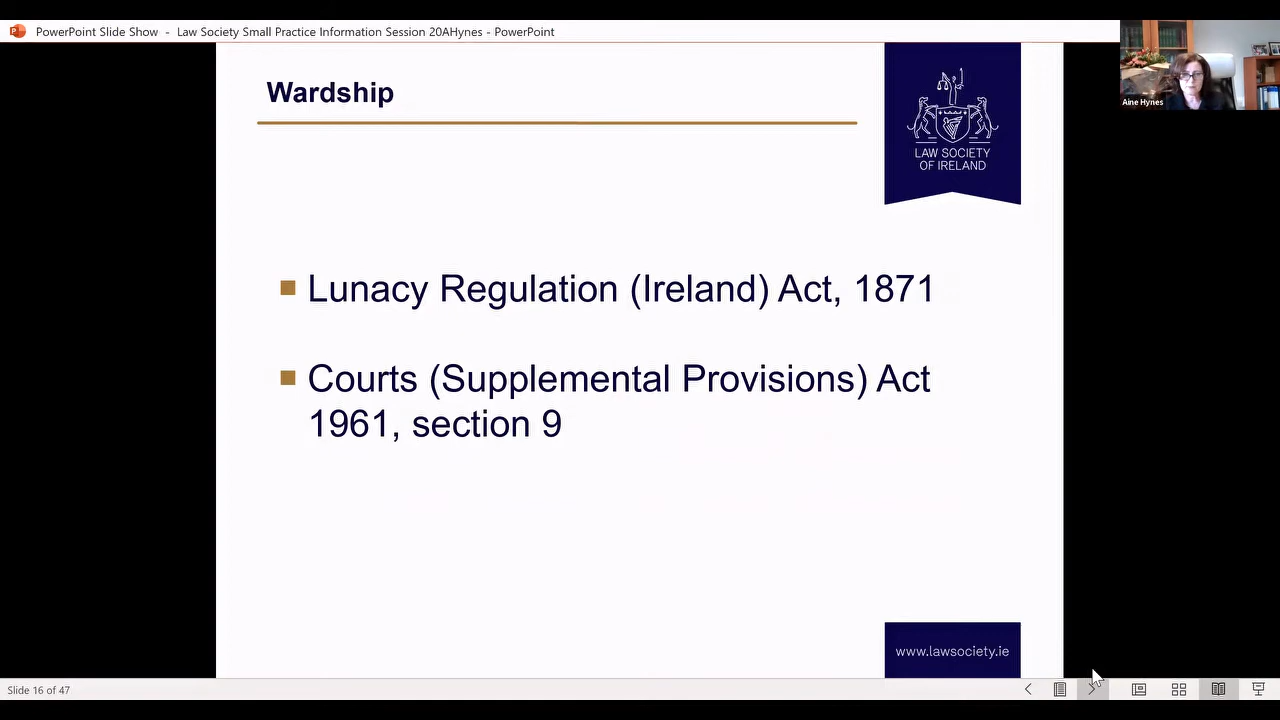 PowerPoint Slide Show - Law Society Small Practice Information Session 20AHynes - PowerPoint
Aine Hynes
Wardship
LAW SOCIETY
OF IRELAND
Lunacy Regulation (Ireland) Act, 1871
Courts (Supplemental Provisions) Act
1961, section 9
www.lawsociety.ie
Slide 16 of 47